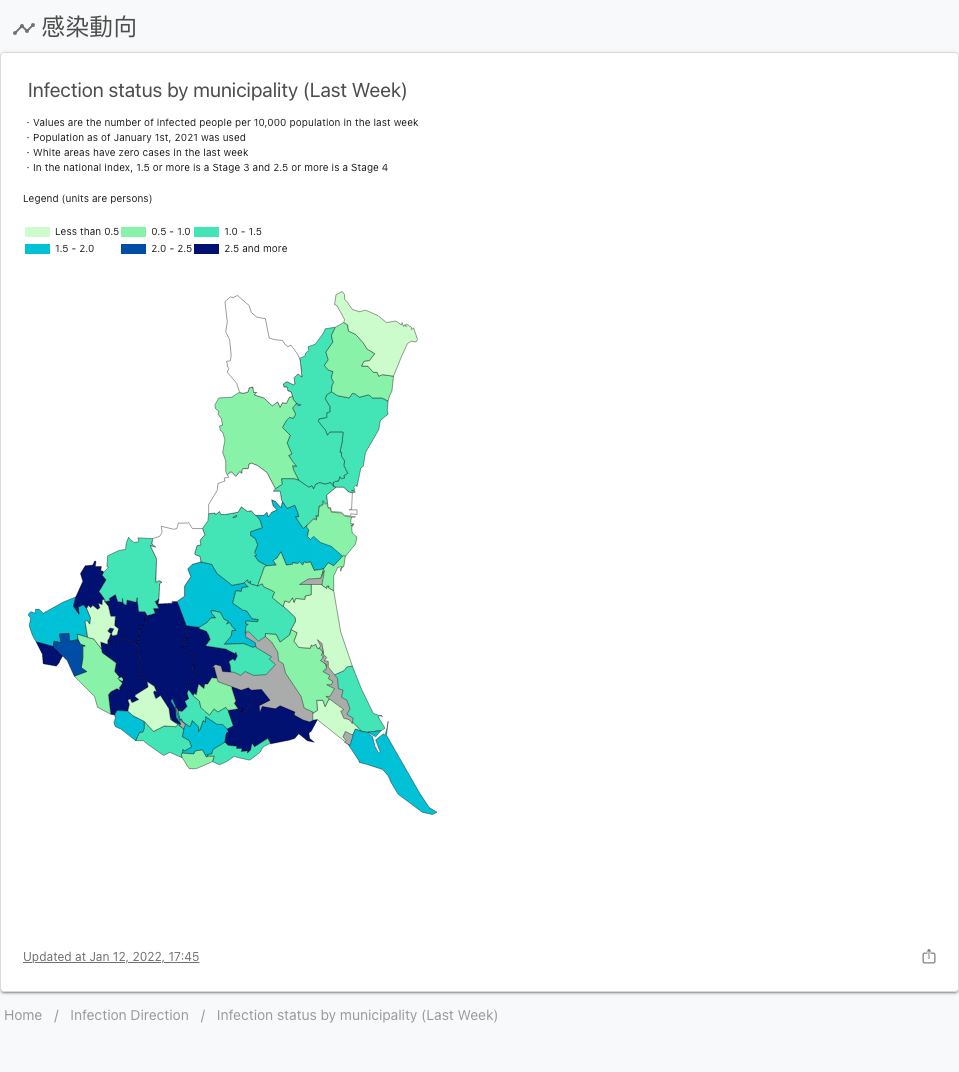 感染動向
Infection status by municipality (Last Week)
· Values are the number of infected people per 10,000 population in the last week
· Population as of January 1st, 2021 was used
· White areas have zero cases in the last week
· In the national index, 1.5 or more is a Stage 3 and 2.5 or more is a Stage 4
Legend (units are persons)
Less than 0.5 0.5 - 1.0 1.0 - 1.5
1.5 - 2.0 2.0 - 2.5 2.5 and more
Updated at Jan 12, 2022, 17:45
Home / Infection Direction / Infection status by municipality (Last Week)